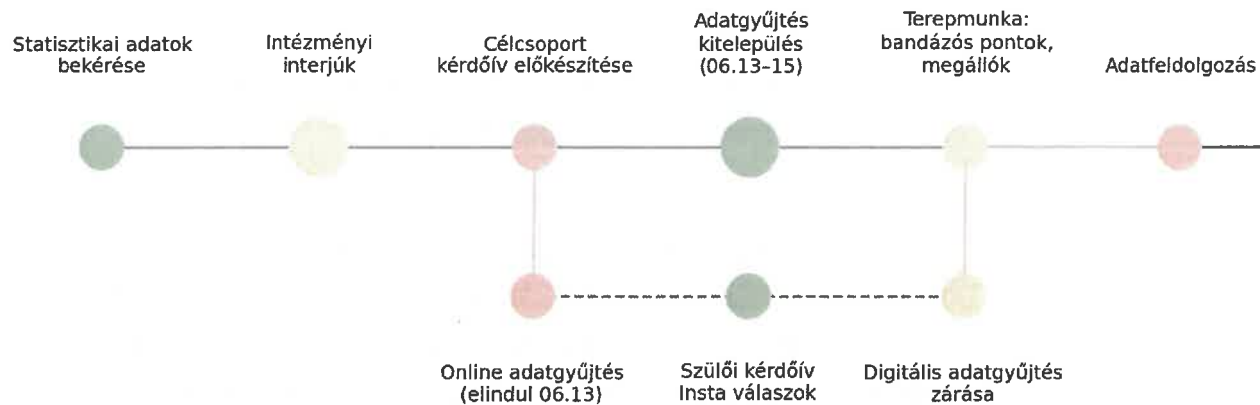 Statisztikai adatok
bekérése
Intézményi
interjúk
Célcsoport
kérdőív előkészítése
Adatgyűjtés
kitelepülés
(06.13–15)
Terepmunka:
bandázós pontok,
megállók
Adatfeldolgozás
Online adatgyűjtés
(elindul 06.13)
Szülői kérdőív
Insta válaszok
Digitális adatgyűjtés
zárása